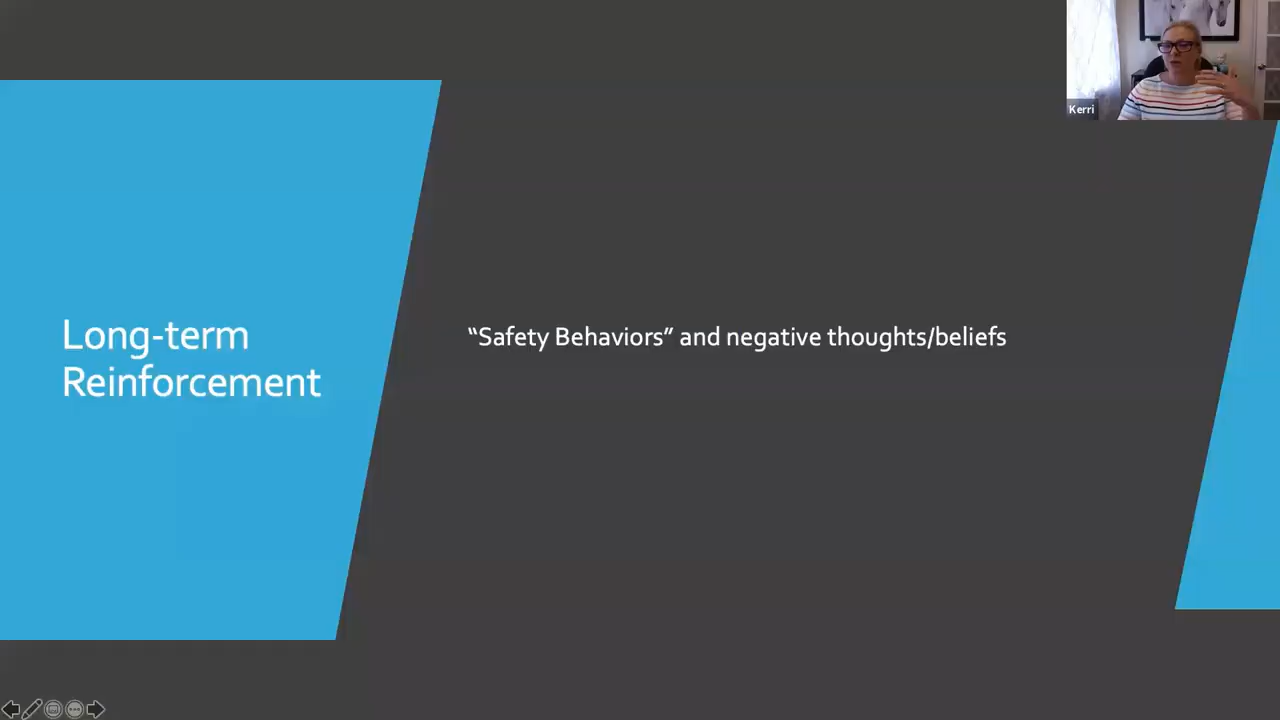 Kerri
Long-term
Reinforcement
“Safety Behaviors” and negative thoughts/beliefs